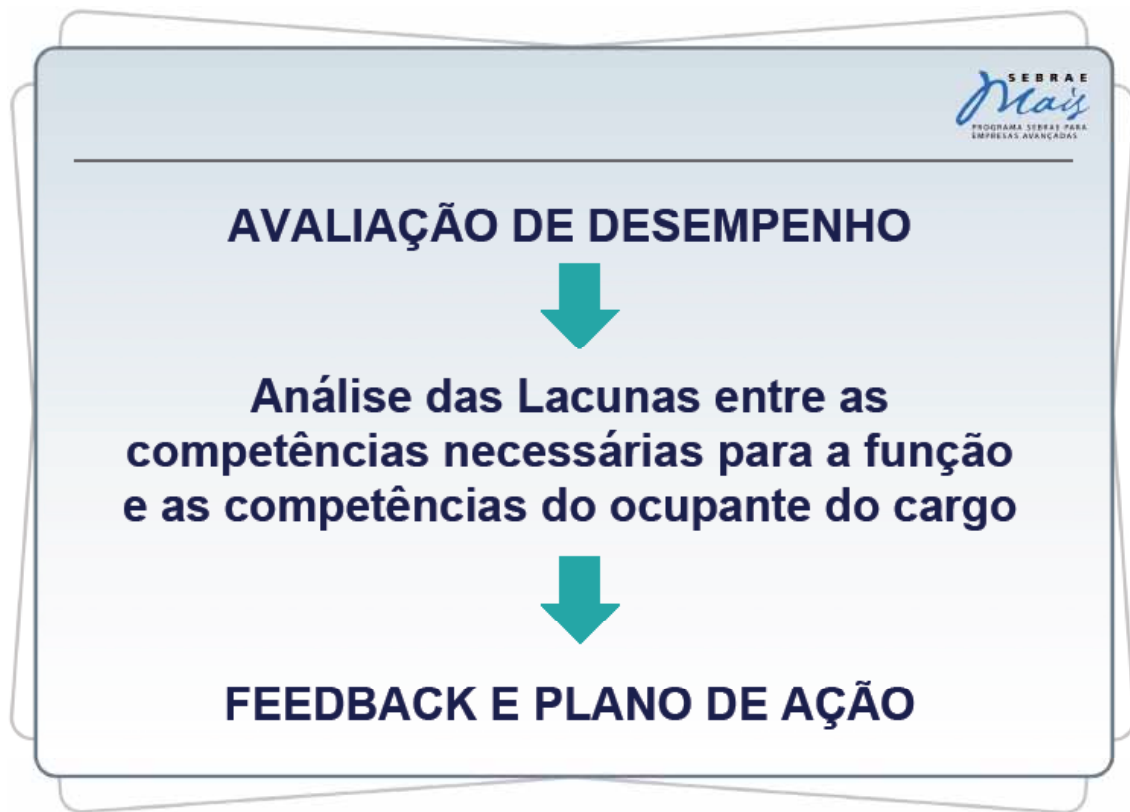 SEBRAE
Mais
PROGRAMA SEBRAE PARA
EMPRESAS AVANÇADAS
AVALIAÇÃO DE DESEMPENHO
Análise das Lacunas entre as
competências necessárias para a função
e as competências do ocupante do cargo
FEEDBACK E PLANO DE AÇÃO